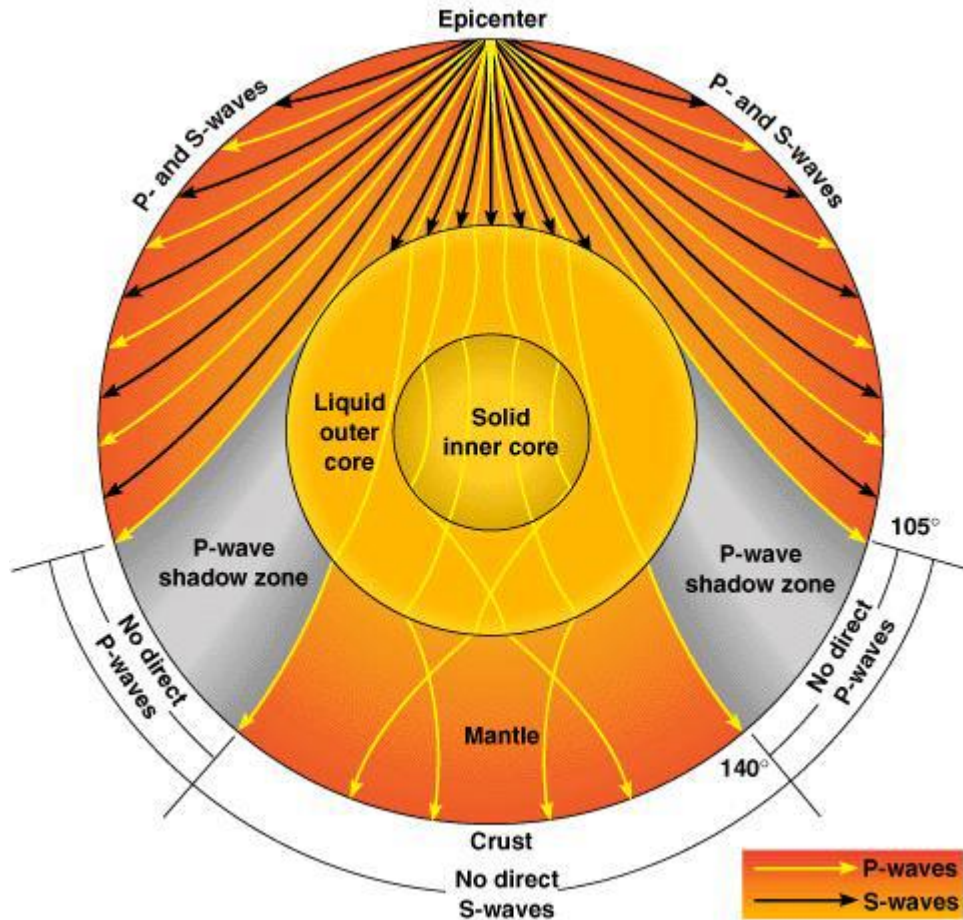 Epicenter
P- and S-waves
P- and S-waves
Liquid
outer
core
Solid
inner core
P-wave
shadow zone
P-wave
shadow zone
105°
No direct
P-waves
No direct
P-waves
Mantle
140°
Crust
No direct
S-waves
P-waves
S-waves